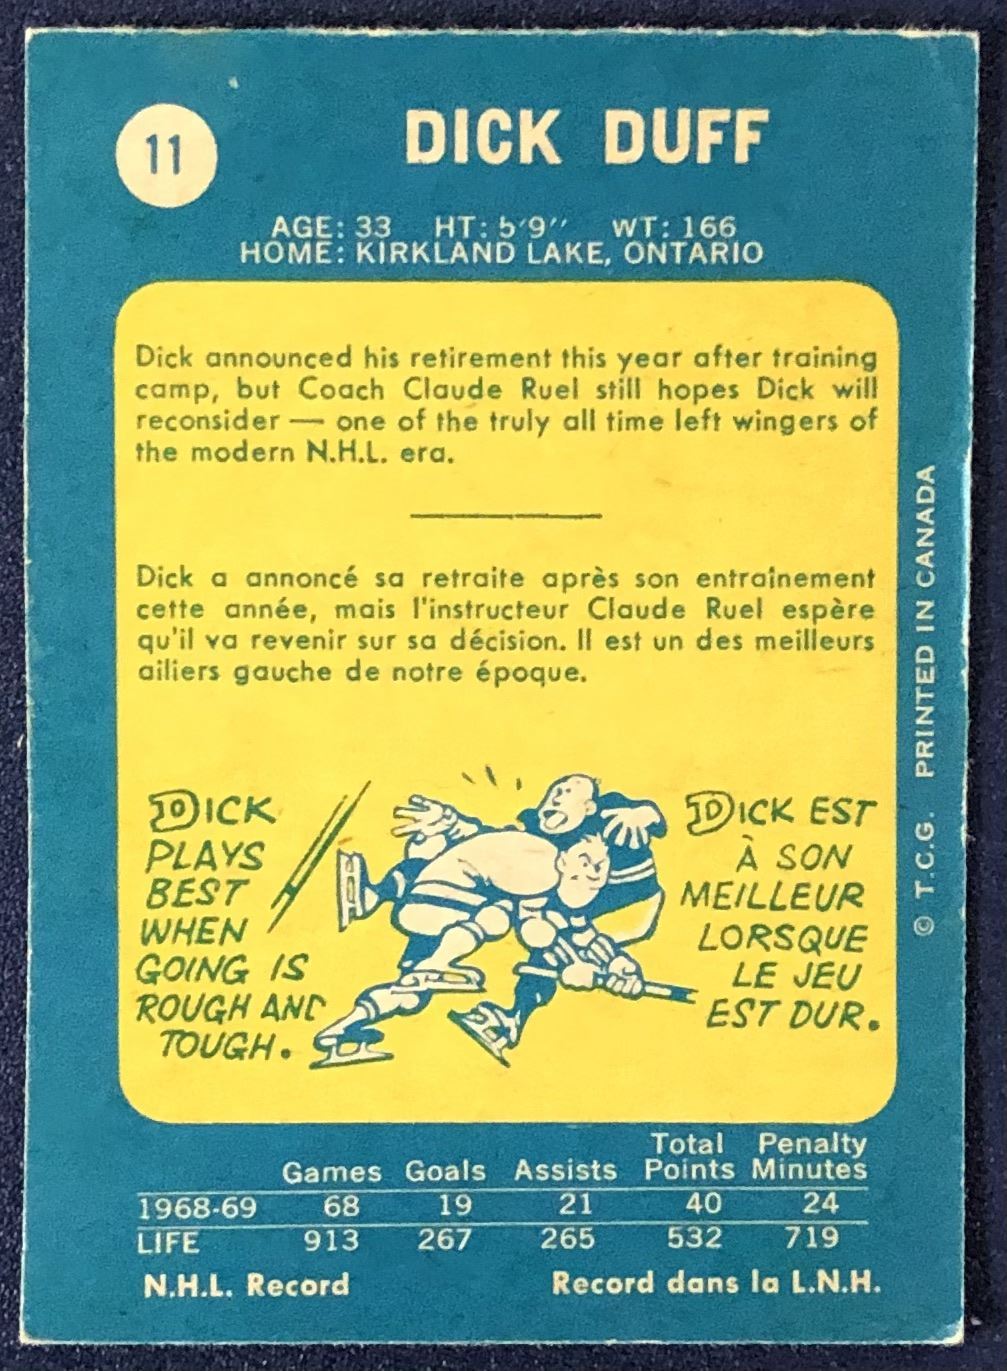 11
DICK DUFF
AGE: 33 HT: 5'9'' WT: 166
HOME: KIRKLAND LAKE, ONTARIO
Dick announced his retirement this year after training
camp, but Coach Claude Ruel still hopes Dick will
reconsider — one of the truly all time left wingers of
the modern N.H.L. era.
Dick a annoncé sa retraite après son entraînement
cette année, mais l'instructeur Claude Ruel espère
qu'il va revenir sur sa décision. Il est un des meilleurs
ailiers gauche de notre époque.
DICK
PLAYS
BEST
WHEN
GOING IS
ROUGH AND
TOUGH.
DICK EST
À SON
MEILLEUR
LORSQUE
LE JEU
EST DUR.
© T.C.G. PRINTED IN CANADA
Total Penalty
Games Goals Assists Points Minutes
1968-69 68 19 21 40 24
LIFE 913 267 265 532 719
N.H.L. Record Record dans la L.N.H.